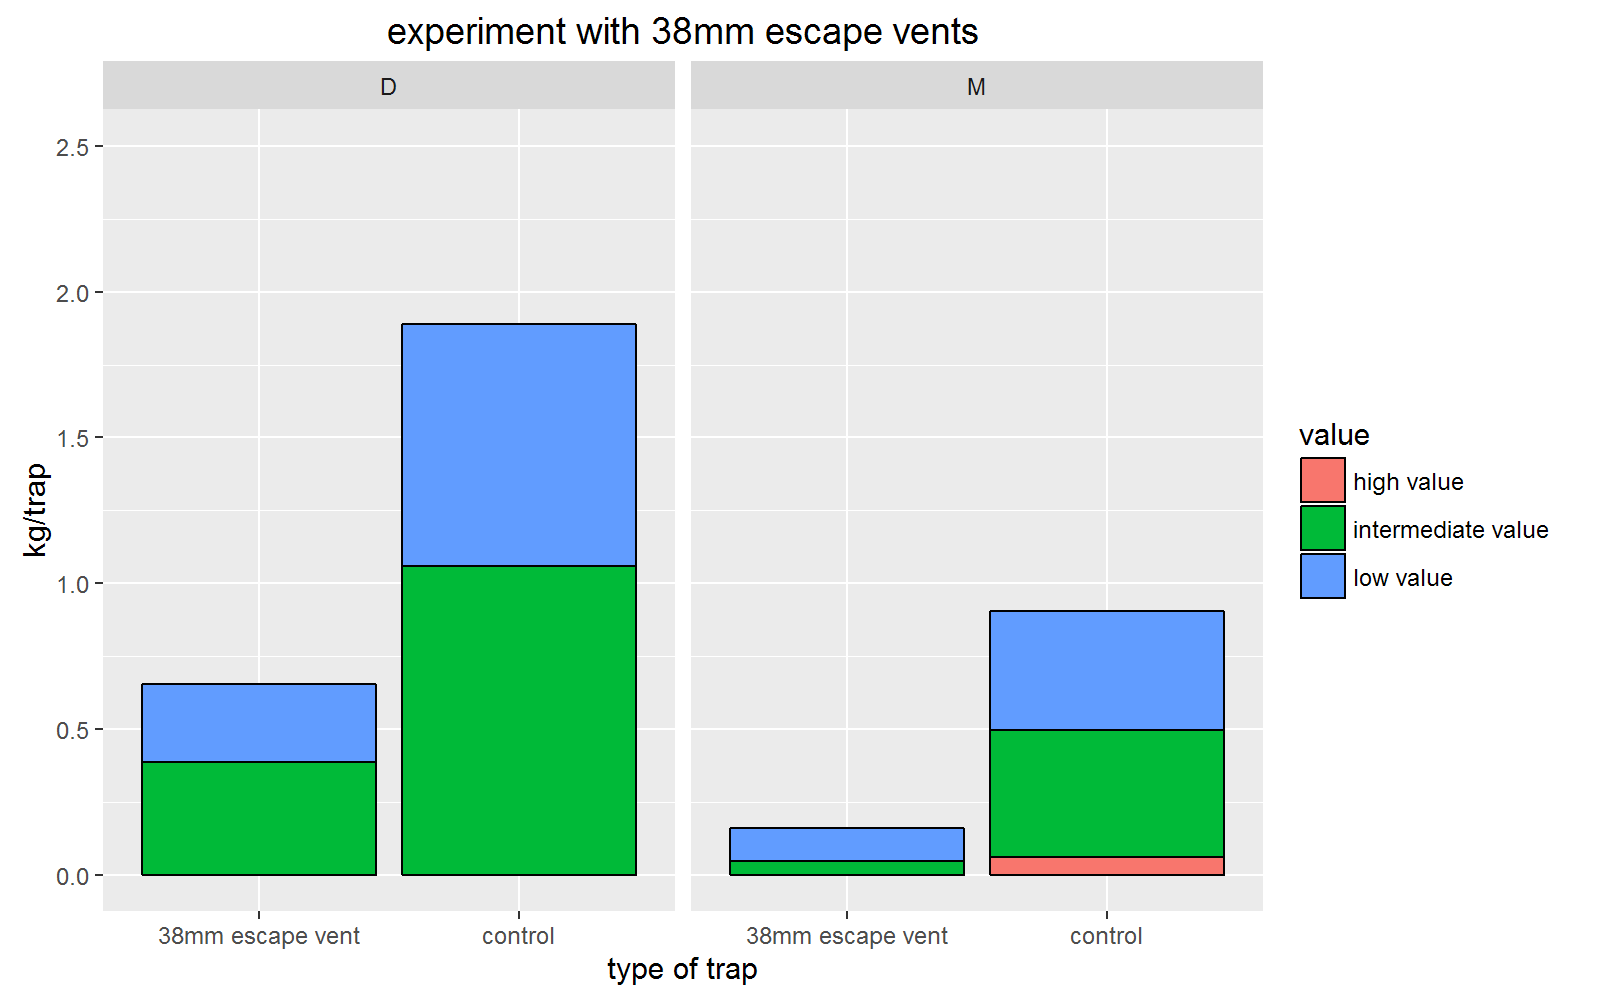 experiment with 38mm escape vents
D
M
2.5
2.0
1.5
1.0
0.5
0.0
kg/trap
38mm escape vent
control
38mm escape vent
control
type of trap
value
high value
intermediate value
low value